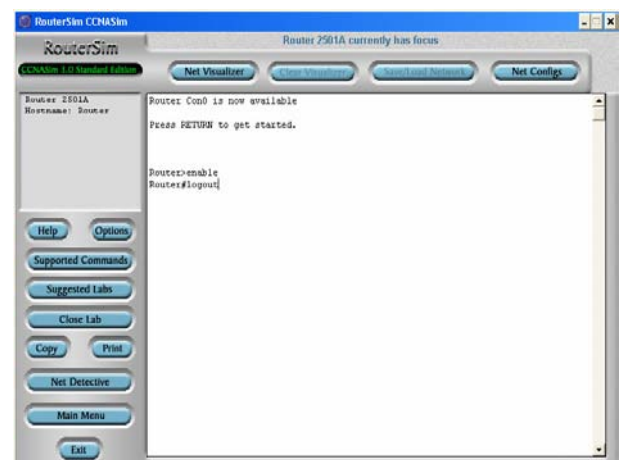 RouterSim CCNASim
RouterSim
Router 2501A currently has focus
CCNASim 1.0 Standard Edition
Net Visualizer
Clear Visualizer
Save/Load Network
Net Configs
Router 2501A
Hostname: Router
Router Con0 is now available
Press RETURN to get started.
Router>enable
Router#logout
Help
Options
Supported Commands
Suggested Labs
Close Lab
Copy
Print
Net Detective
Main Menu
Exit